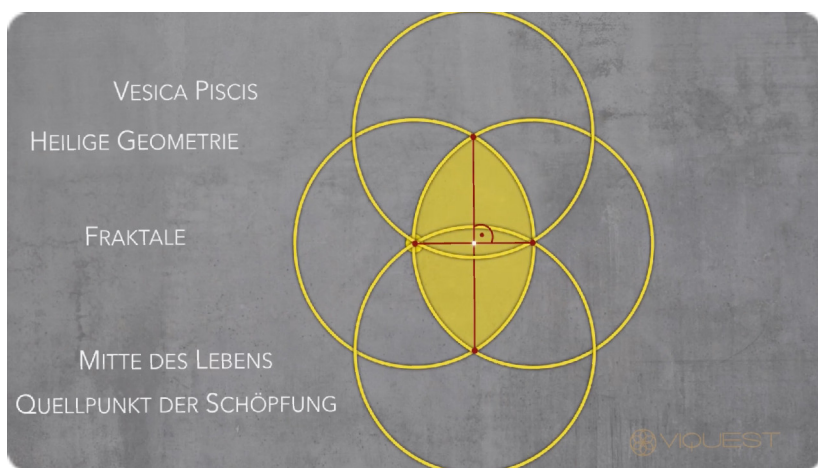 Vesica Piscis
Heilige Geometrie
Fraktale
Mitte des Lebens
Quellpunkt der Schöpfung
VIQUEST